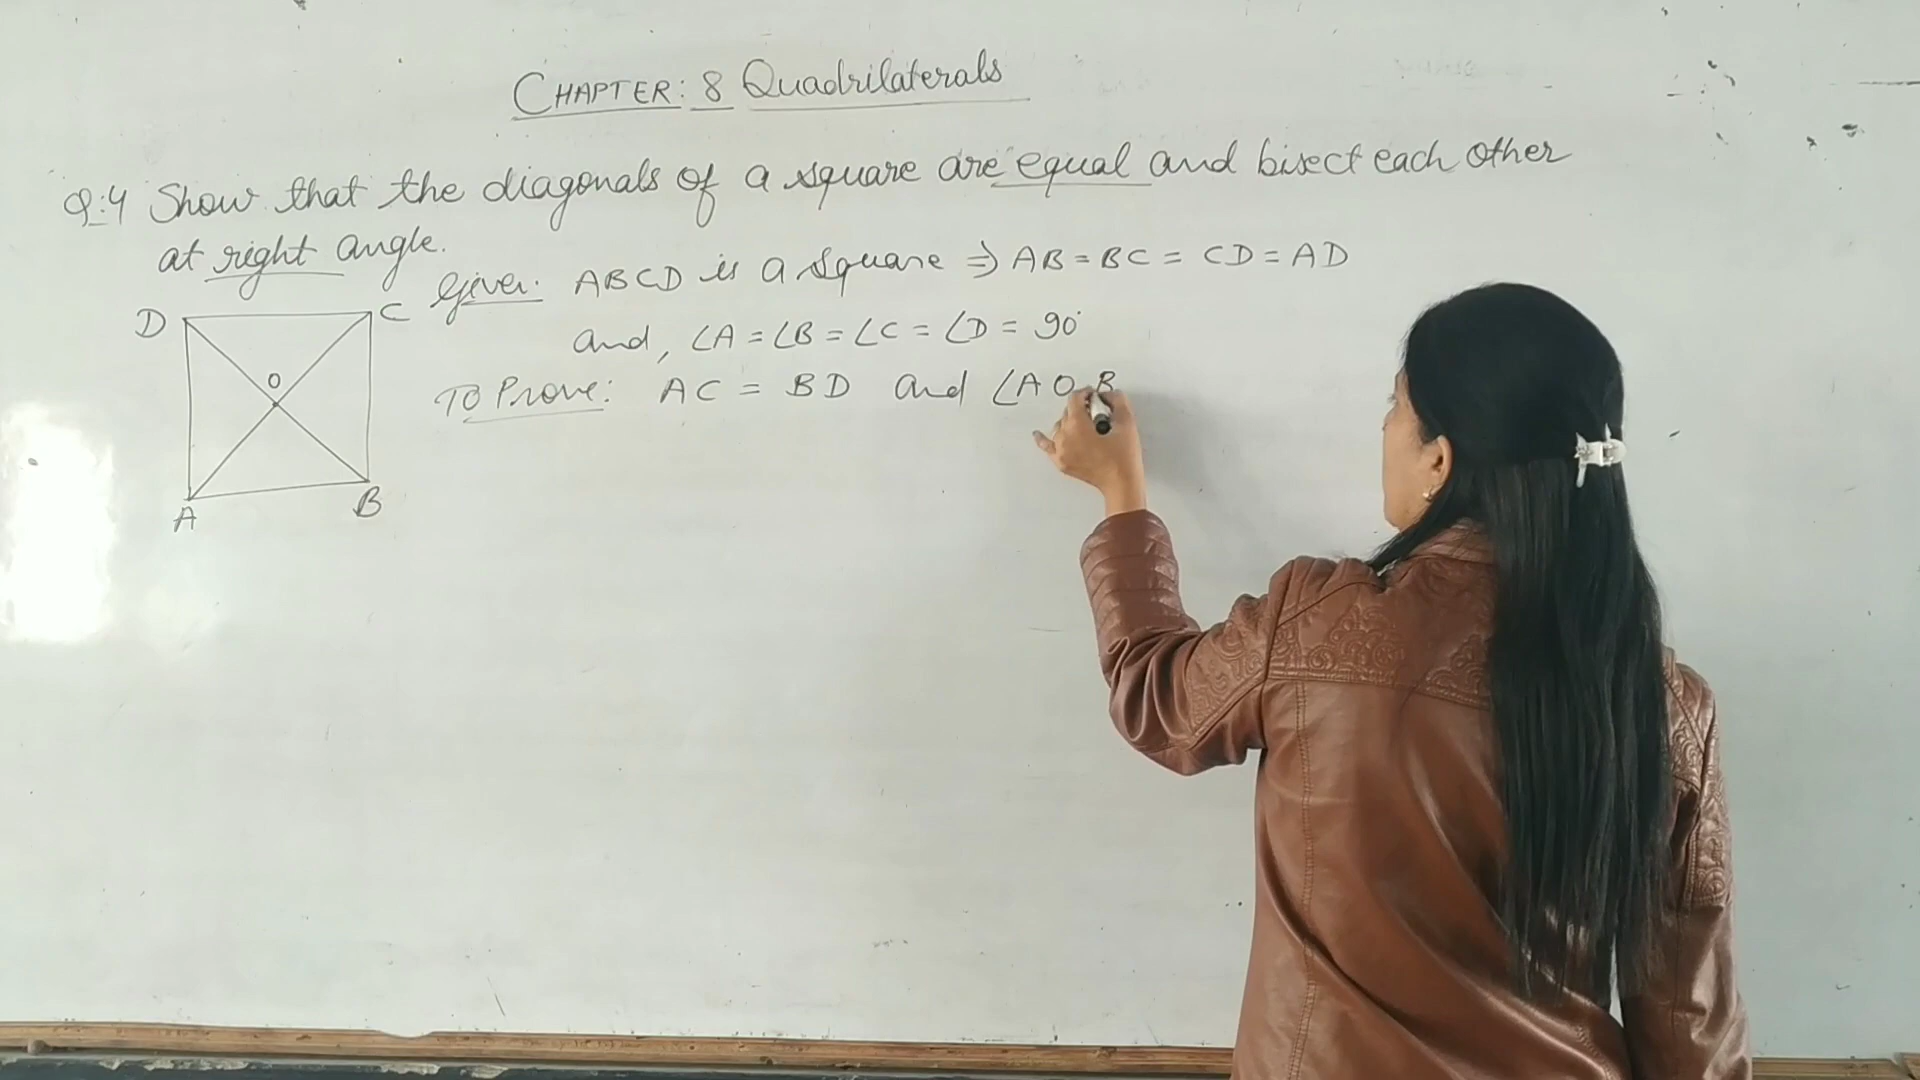 CHAPTER: 8 Quadrilaterals
Q:4 Show that the diagonals of a square are equal and bisect each other
at right angle.
Given: ABCD is a square ⇒ AB = BC = CD = AD
and, ∠A = ∠B = ∠C = ∠D = 90°
To Prove: AC = BD and ∠AOB
D C
O
A B